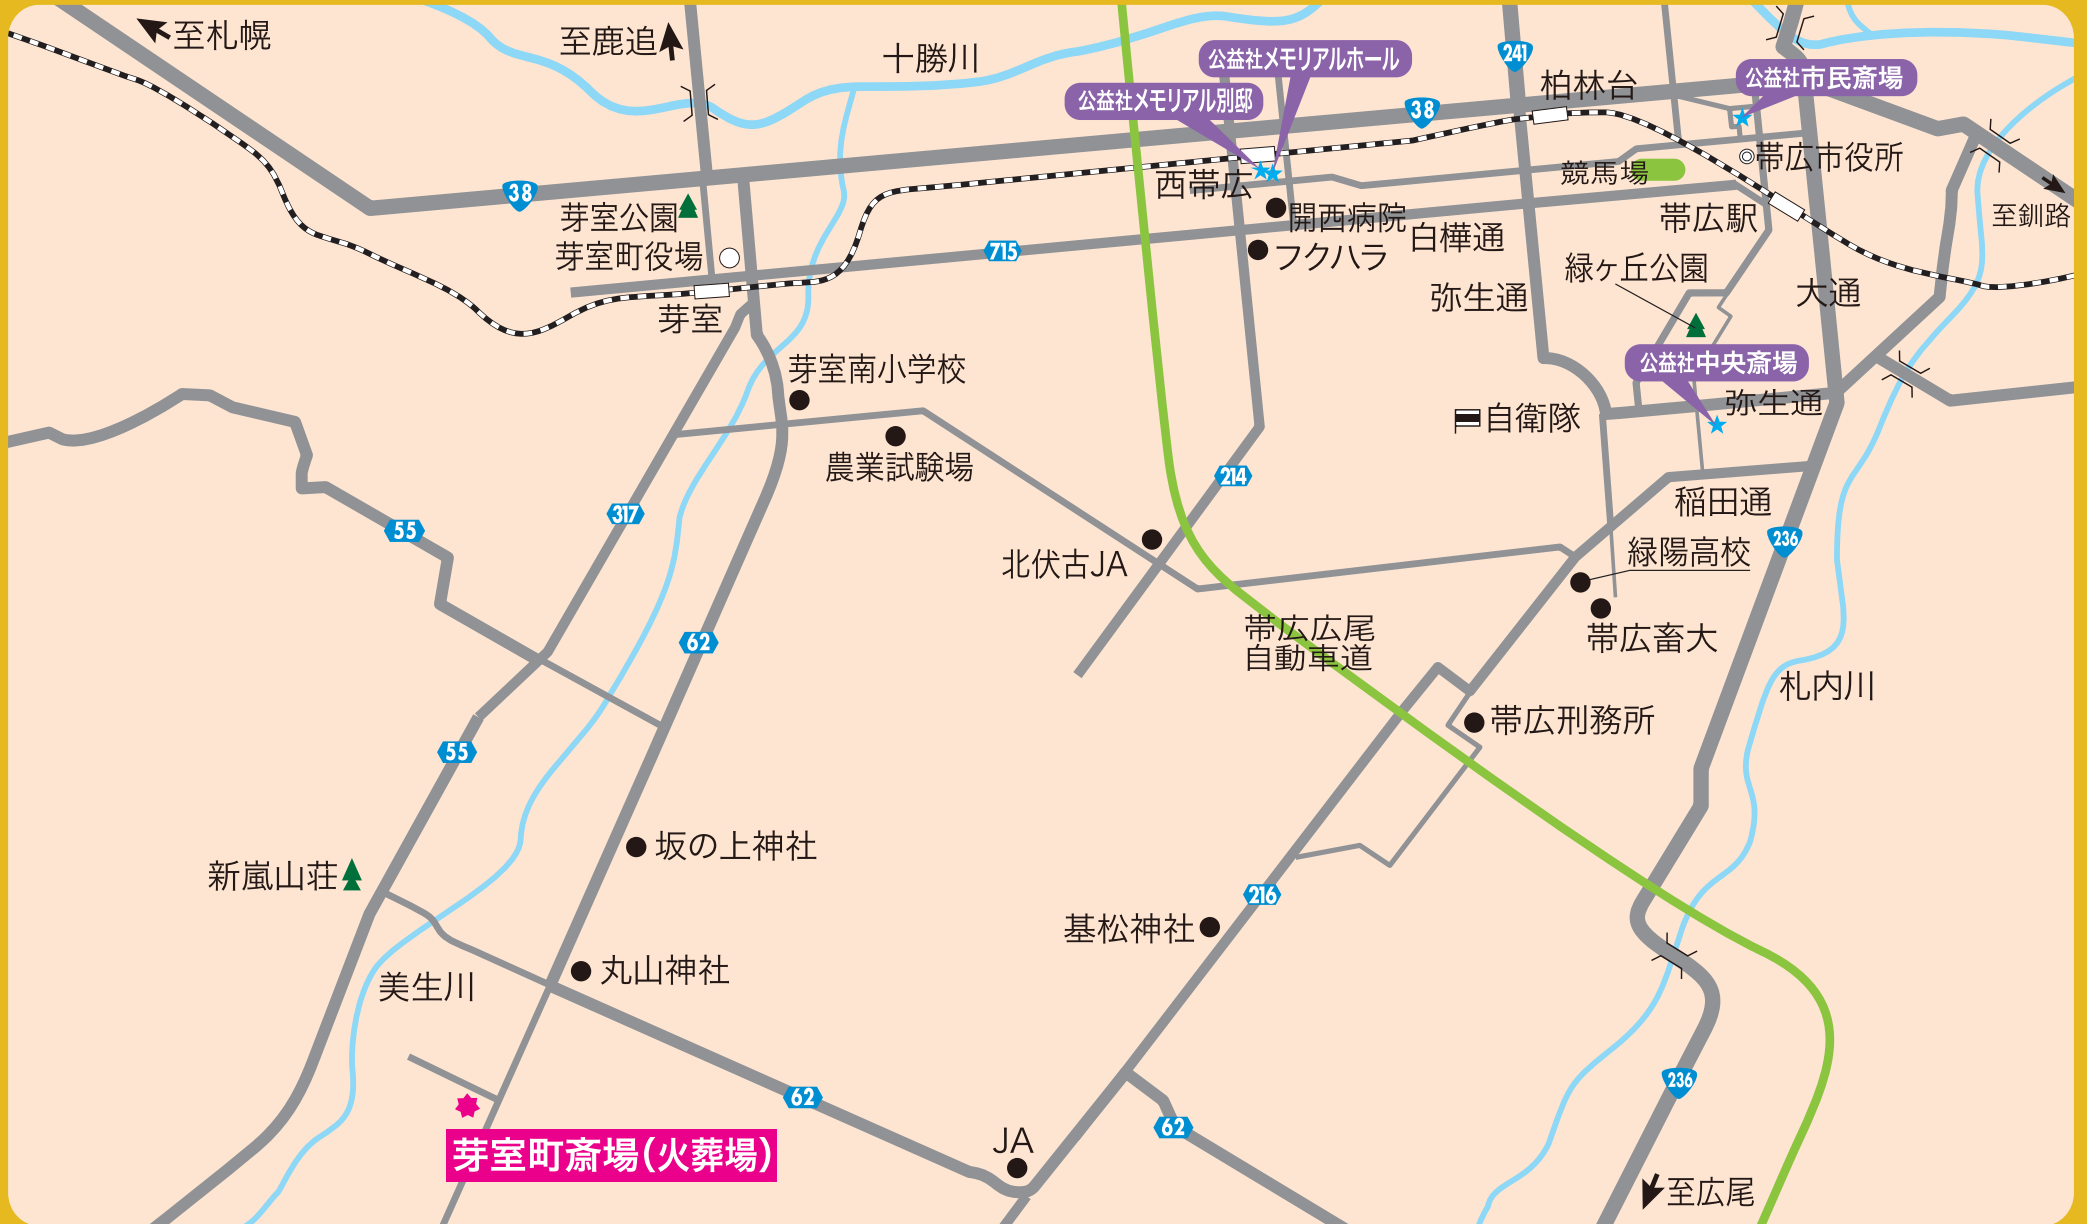 至札幌
至鹿追
十勝川
公益社メモリアルホール
公益社メモリアル別邸
241
38
柏林台
公益社市民斎場
帯広市役所
競馬場
西帯広
開西病院
フクハラ
白樺通
帯広駅
至釧路
38
芽室公園
芽室町役場
715
芽室
緑ヶ丘公園
弥生通
大通
公益社中央斎場
弥生通
芽室南小学校
自衛隊
農業試験場
214
稲田通
317
55
236
北伏古JA
緑陽高校
帯広畜大
帯広広尾
自動車道
62
札内川
帯広刑務所
55
坂の上神社
新嵐山荘
216
基松神社
丸山神社
美生川
236
62
62
芽室町斎場(火葬場)
JA
至広尾